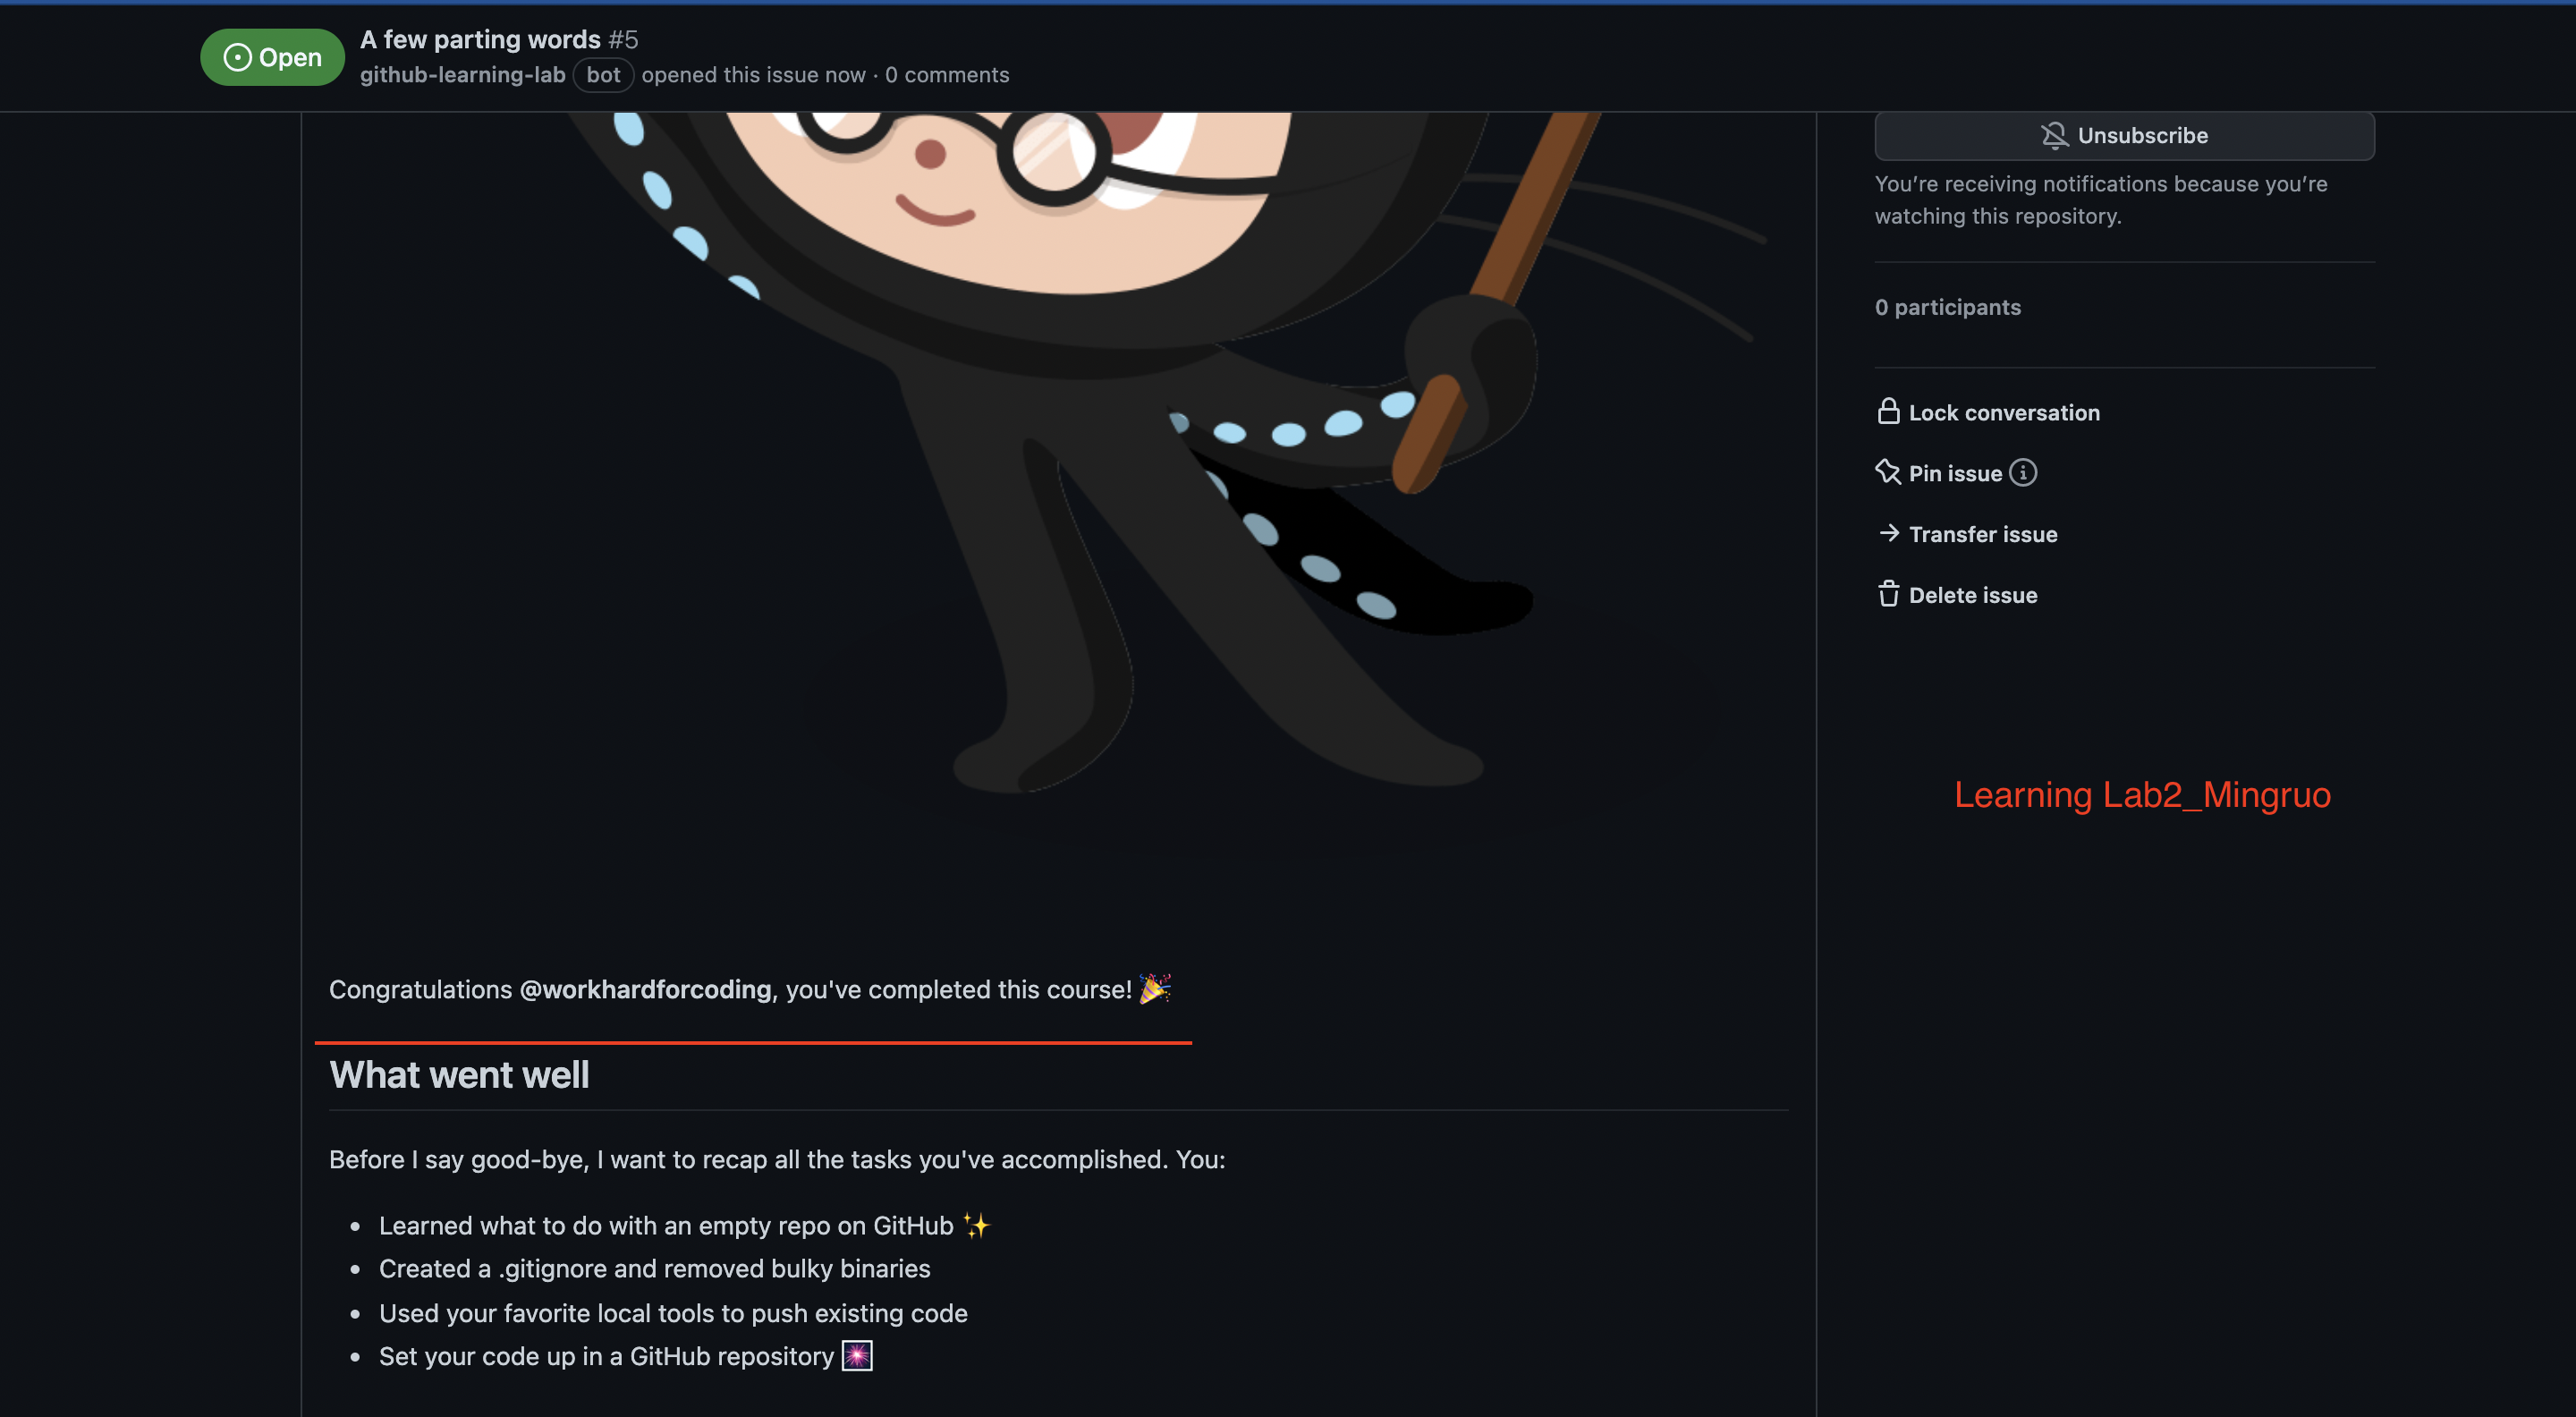 Open
A few parting words #5
github-learning-lab bot opened this issue now · 0 comments
Unsubscribe
You're receiving notifications because you're
watching this repository.
0 participants
Lock conversation
Pin issue
Transfer issue
Delete issue
Learning Lab2_Mingruo
Congratulations @workhardforcoding, you've completed this course! 🎉
What went well
Before I say good-bye, I want to recap all the tasks you've accomplished. You:
• Learned what to do with an empty repo on GitHub ✨
• Created a .gitignore and removed bulky binaries
• Used your favorite local tools to push existing code
• Set your code up in a GitHub repository 🎆